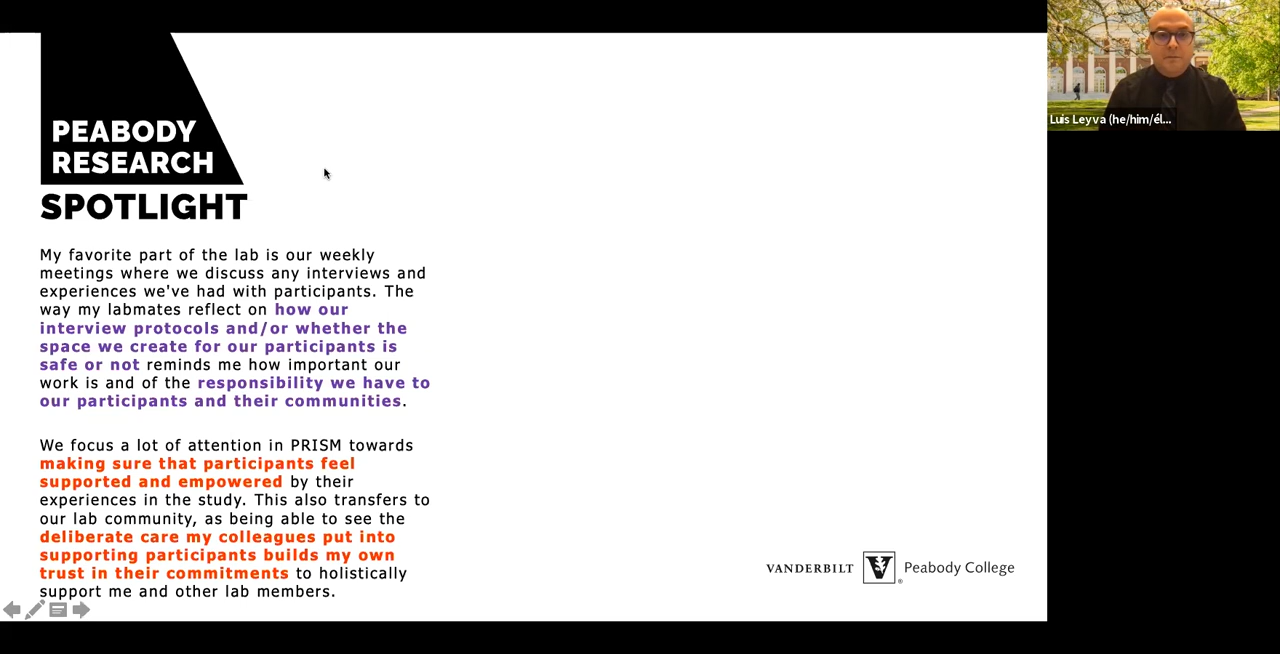 PEABODY
RESEARCH
SPOTLIGHT
My favorite part of the lab is our weekly
meetings where we discuss any interviews and
experiences we've had with participants. The
way my labmates reflect on how our
interview protocols and/or whether the
space we create for our participants is
safe or not reminds me how important our
work is and of the responsibility we have to
our participants and their communities.
We focus a lot of attention in PRISM towards
making sure that participants feel
supported and empowered by their
experiences in the study. This also transfers to
our lab community, as being able to see the
deliberate care my colleagues put into
supporting participants builds my own
trust in their commitments to holistically
support me and other lab members.
VANDERBILT V® Peabody College
Luis Leyva (he/him/él...